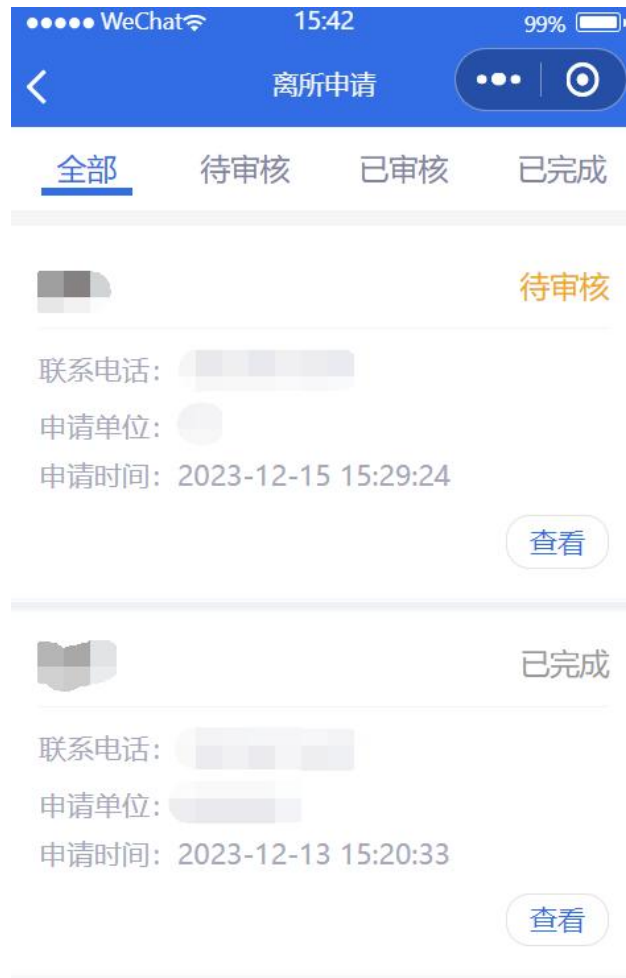 WeChat 15:42 99%
离所申请
全部 待审核 已审核 已完成
待审核
联系电话：
申请单位：
申请时间：2023-12-15 15:29:24
查看
已完成
联系电话：
申请单位：
申请时间：2023-12-13 15:20:33
查看